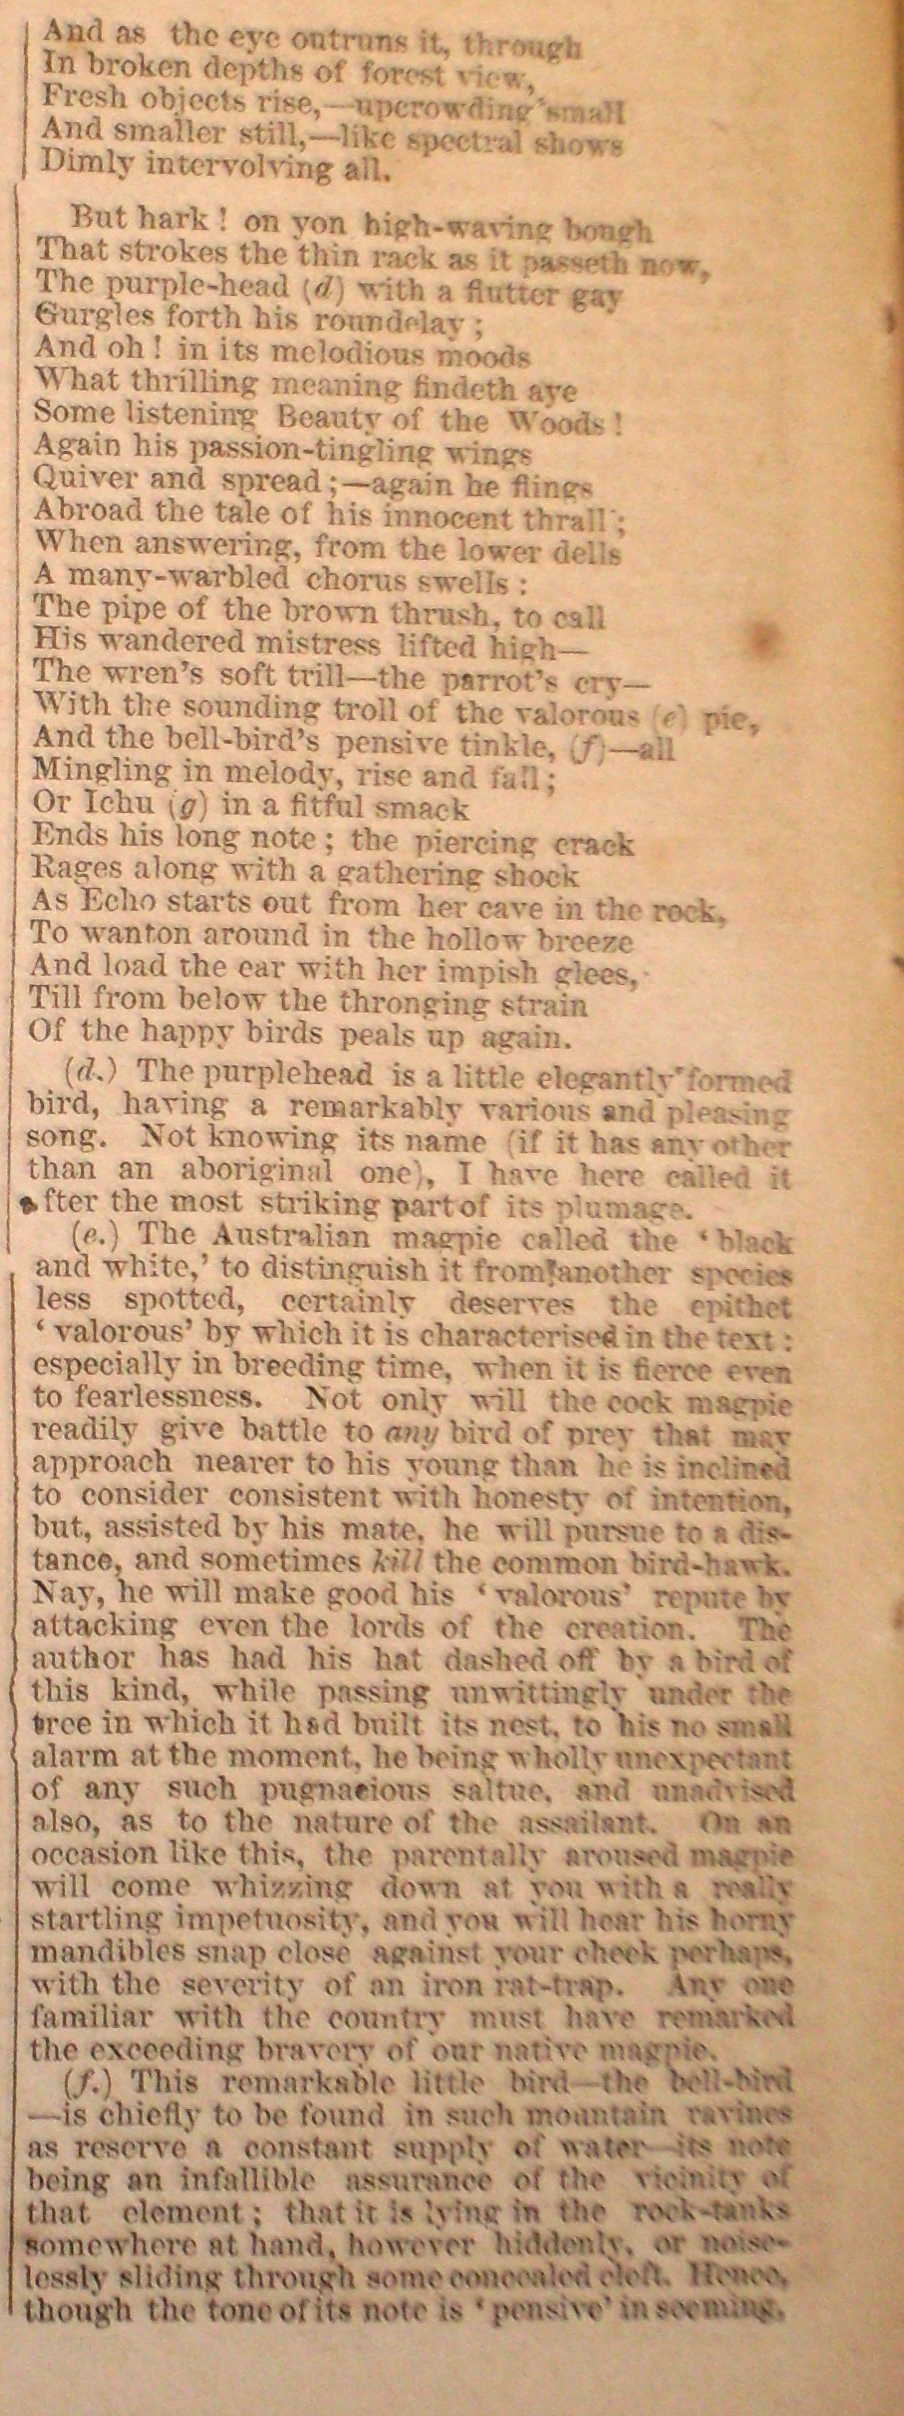 And as the eye outruns it, through
In broken depths of forest view,
Fresh objects rise,—upcrowding small
And smaller still,—like spectral shows
Dimly intervolving all.
But hark ! on yon high-waving bough
That strokes the thin rack as it passeth now,
The purple-head (d) with a flutter gay
Gurgles forth his roundelay ;
And oh ! in its melodious moods
What thrilling meaning findeth aye
Some listening Beauty of the Woods !
Again his passion-tingling wings
Quiver and spread ;—again he flings
Abroad the tale of his innocent thrall ;
When answering, from the lower dells
A many-warbled chorus swells :
The pipe of the brown thrush, to call
His wandered mistress lifted high—
The wren's soft trill—the parrot's cry—
With the sounding troll of the valorous (e) pie,
And the bell-bird's pensive tinkle, (f)—all
Mingling in melody, rise and fall ;
Or Ichu (g) in a fitful smack
Ends his long note ; the piercing crack
Rages along with a gathering shock
As Echo starts out from her cave in the rock,
To wanton around in the hollow breeze
And load the ear with her impish glees,
Till from below the thronging strain
Of the happy birds peals up again.
(d.) The purplehead is a little elegantly formed
bird, having a remarkably various and pleasing
song. Not knowing its name (if it has any other
than an aboriginal one), I have here called it
after the most striking part of its plumage.
(e.) The Australian magpie called the ‘ black
and white,’ to distinguish it from another species
less spotted, certainly deserves the epithet
‘ valorous’ by which it is characterised in the text :
especially in breeding time, when it is fierce even
to fearlessness. Not only will the cock magpie
readily give battle to any bird of prey that may
approach nearer to his young than he is inclined
to consider consistent with honesty of intention,
but, assisted by his mate, he will pursue to a dis-
tance, and sometimes kill the common bird-hawk.
Nay, he will make good his ‘ valorous’ repute by
attacking even the lords of the creation. The
author has had his hat dashed off by a bird of
this kind, while passing unwittingly under the
tree in which it had built its nest, to his no small
alarm at the moment, he being wholly unexpectant
of any such pugnacious saltue, and unadvised
also, as to the nature of the assailant. On an
occasion like this, the parentally aroused magpie
will come whizzing down at you with a really
startling impetuosity, and you will hear his horny
mandibles snap close against your cheek perhaps,
with the severity of an iron rat-trap. Any one
familiar with the country must have remarked
the exceeding bravery of our native magpie.
(f.) This remarkable little bird—the bell-bird
—is chiefly to be found in such mountain ravines
as reserve a constant supply of water—its note
being an infallible assurance of the vicinity of
that element ; that it is lying in the rock-tanks
somewhere at hand, however hiddenly, or noise-
lessly sliding through some concealed cleft. Hence,
though the tone of its note is ‘ pensive’ in seeming,